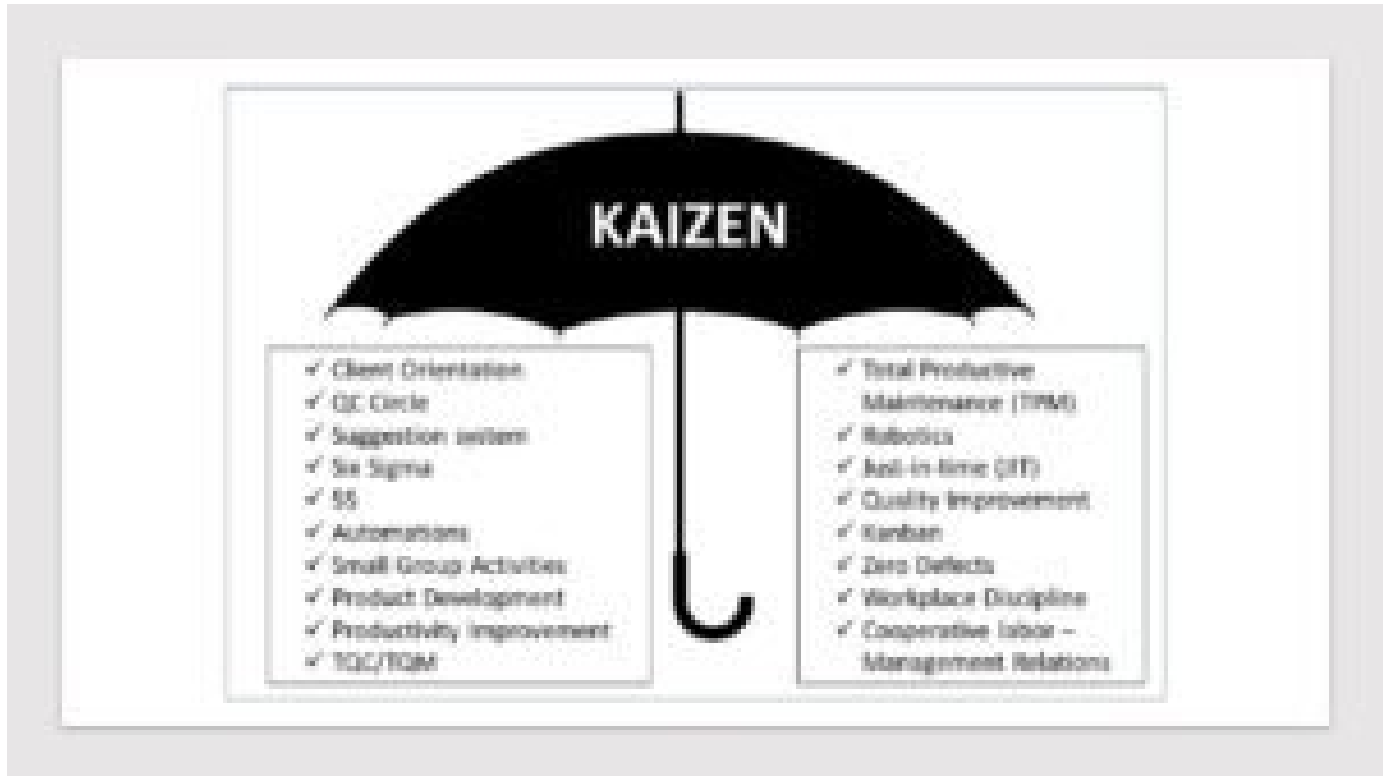 KAIZEN
✓ Client Orientation
✓ QC Circle
✓ Suggestion system
✓ Six Sigma
✓ 5S
✓ Automations
✓ Small Group Activities
✓ Product Development
✓ Productivity Improvement
✓ TQC/TQM
✓ Total Productive
Maintenance (TPM)
✓ Robotics
✓ Just-in-time (JIT)
✓ Quality Improvement
✓ Kanban
✓ Zero Defects
✓ Workplace Discipline
✓ Cooperative labor –
Management Relations